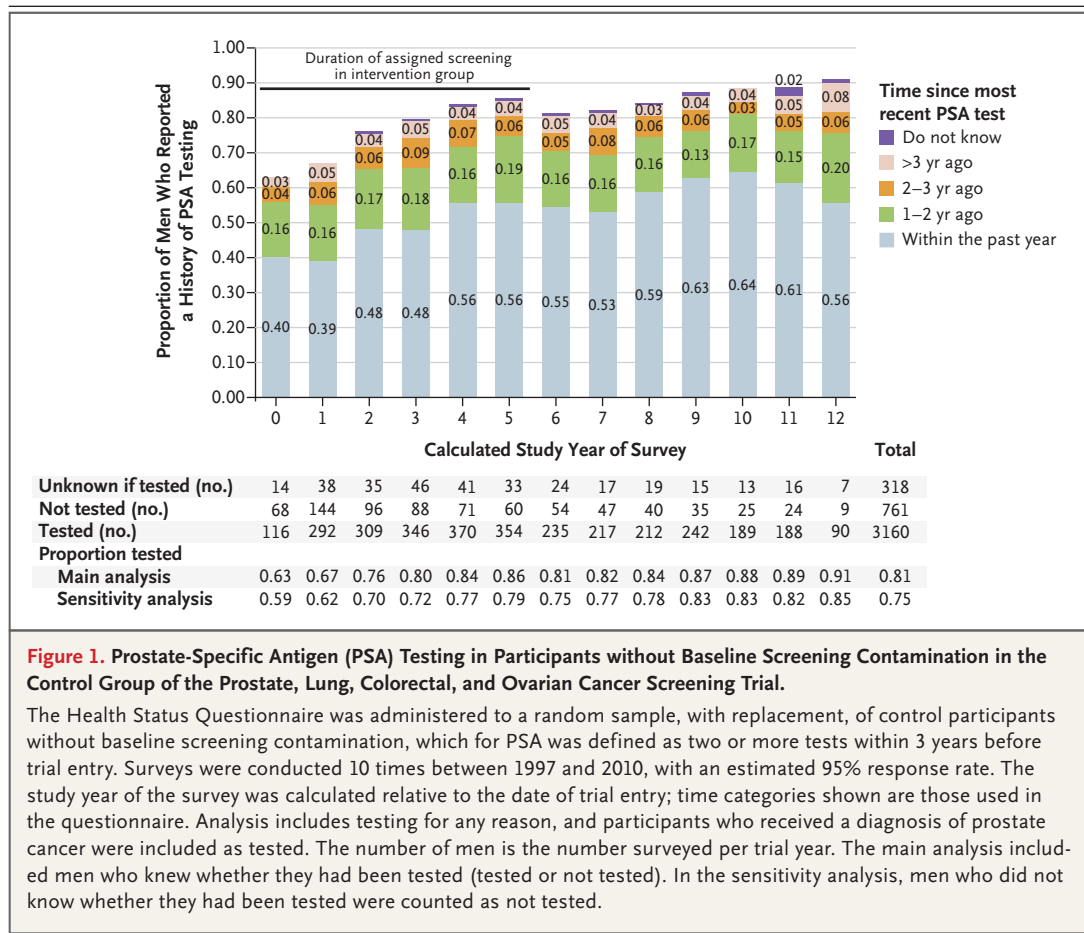 1.00
0.90
0.80
0.70
0.60
0.50
0.40
0.30
0.20
0.10
0.00
Proportion of Men Who Reported
a History of PSA Testing
Duration of assigned screening
in intervention group
0.03
0.04
0.16
0.40
0.05
0.06
0.16
0.39
0.04
0.06
0.17
0.48
0.05
0.09
0.18
0.48
0.04
0.07
0.16
0.56
0.04
0.06
0.19
0.56
0.05
0.05
0.16
0.55
0.04
0.08
0.16
0.53
0.03
0.06
0.16
0.59
0.04
0.06
0.13
0.63
0.04
0.03
0.17
0.64
0.02
0.05
0.05
0.15
0.61
0.08
0.06
0.20
0.56
Time since most
recent PSA test
Do not know
>3 yr ago
2–3 yr ago
1–2 yr ago
Within the past year
0 1 2 3 4 5 6 7 8 9 10 11 12
Calculated Study Year of Survey Total
Unknown if tested (no.) 14 38 35 46 41 33 24 17 19 15 13 16 7 318
Not tested (no.) 68 144 96 88 71 60 54 47 40 35 25 24 9 761
Tested (no.) 116 292 309 346 370 354 235 217 212 242 189 188 90 3160
Proportion tested
Main analysis 0.63 0.67 0.76 0.80 0.84 0.86 0.81 0.82 0.84 0.87 0.88 0.89 0.91 0.81
Sensitivity analysis 0.59 0.62 0.70 0.72 0.77 0.79 0.75 0.77 0.78 0.83 0.83 0.82 0.85 0.75
Figure 1. Prostate-Specific Antigen (PSA) Testing in Participants without Baseline Screening Contamination in the
Control Group of the Prostate, Lung, Colorectal, and Ovarian Cancer Screening Trial.
The Health Status Questionnaire was administered to a random sample, with replacement, of control participants
without baseline screening contamination, which for PSA was defined as two or more tests within 3 years before
trial entry. Surveys were conducted 10 times between 1997 and 2010, with an estimated 95% response rate. The
study year of the survey was calculated relative to the date of trial entry; time categories shown are those used in
the questionnaire. Analysis includes testing for any reason, and participants who received a diagnosis of prostate
cancer were included as tested. The number of men is the number surveyed per trial year. The main analysis includ-
ed men who knew whether they had been tested (tested or not tested). In the sensitivity analysis, men who did not
know whether they had been tested were counted as not tested.